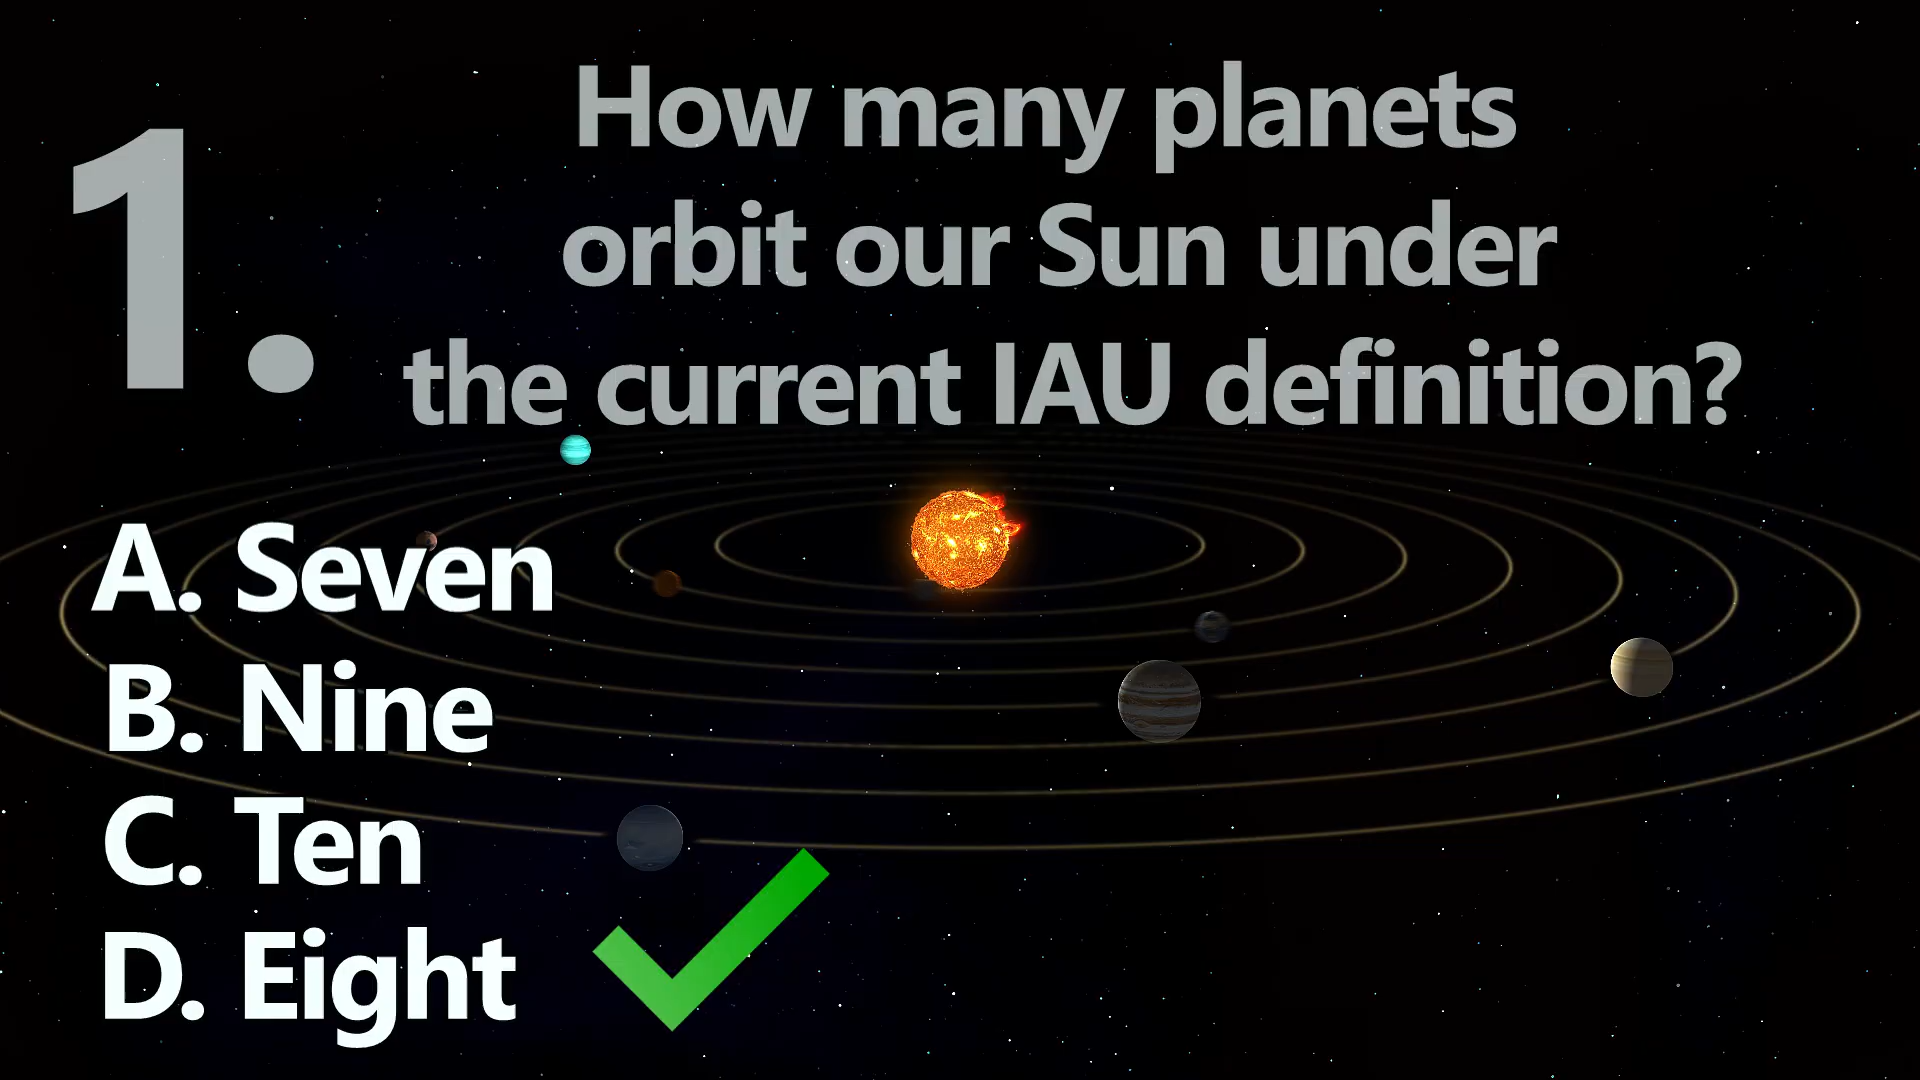 1.
How many planets
orbit our Sun under
the current IAU definition?
A. Seven
B. Nine
C. Ten
D. Eight